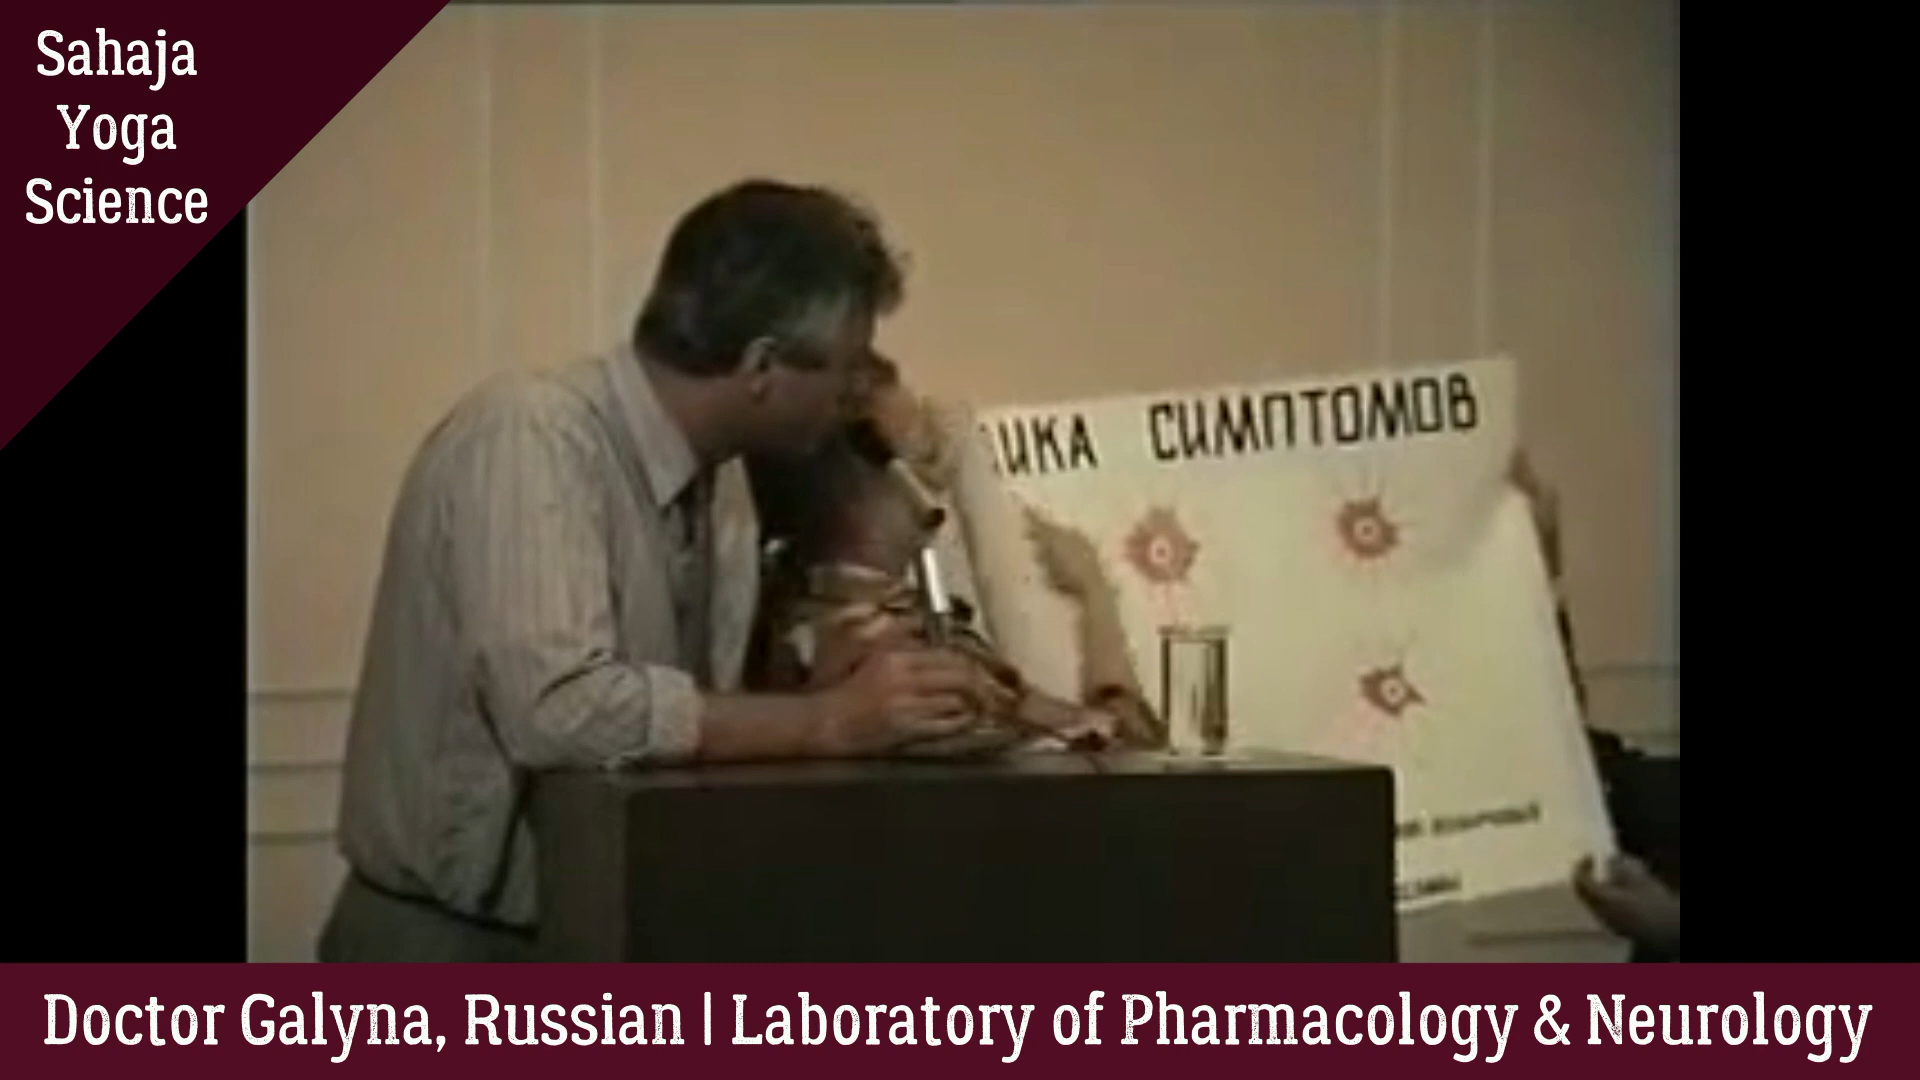 Sahaja
Yoga
Science
ИКА СИМПТОМОВ
Doctor Galyna, Russian | Laboratory of Pharmacology & Neurology